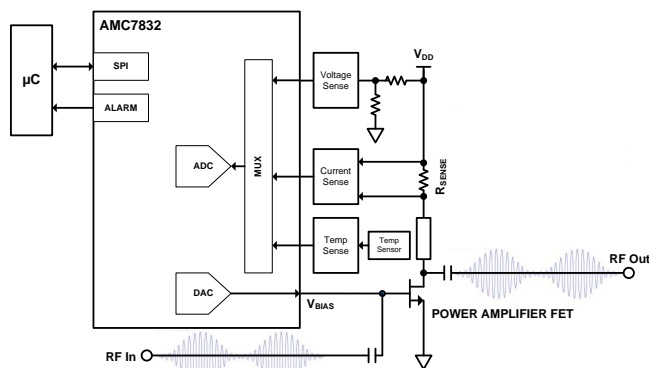 AMC7832
µC
SPI
ALARM
ADC
MUX
DAC
Voltage
Sense
Current
Sense
Temp
Sense
Temp
Sensor
VDD
RSENSE
VBIAS
RF Out
POWER AMPLIFIER FET
RF In